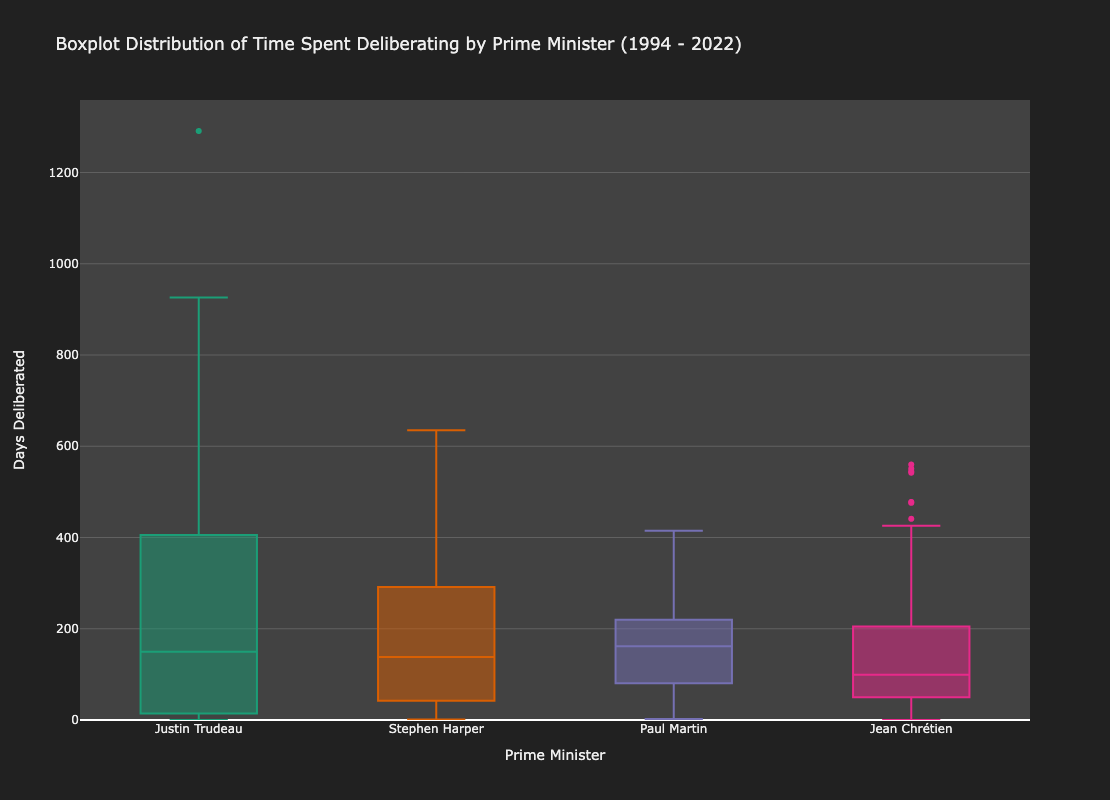 Boxplot Distribution of Time Spent Deliberating by Prime Minister (1994 - 2022)
Days Deliberated
1200
1000
800
600
400
200
0
Justin Trudeau
Stephen Harper
Paul Martin
Jean Chrétien
Prime Minister